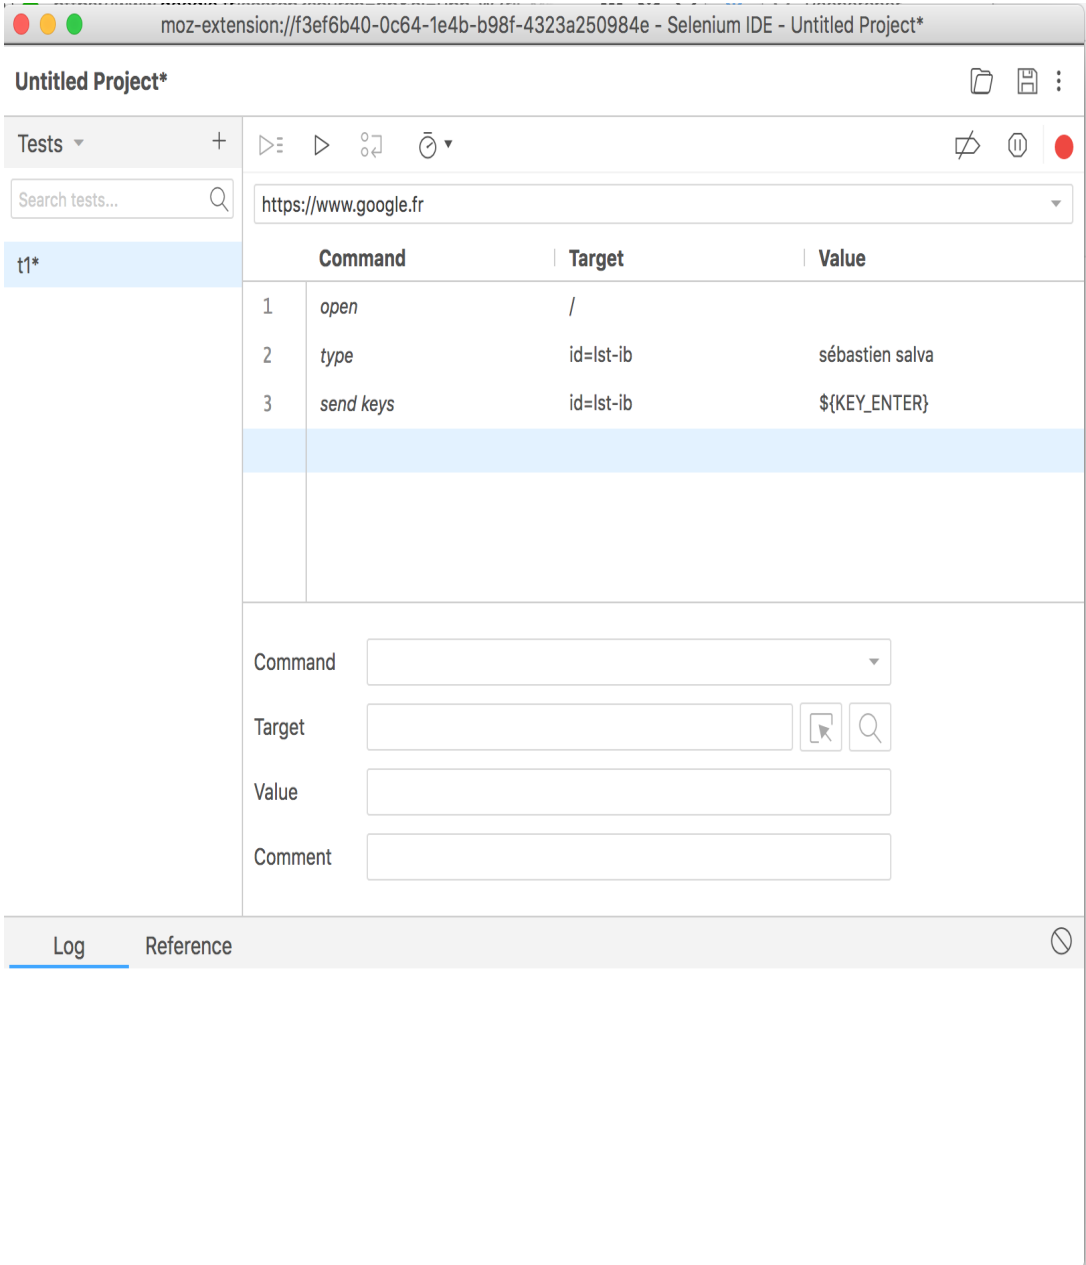 moz-extension://f3ef6b40-0c64-1e4b-b98f-4323a250984e - Selenium IDE - Untitled Project*
Untitled Project*
Tests +
Search tests...
t1*
https://www.google.fr
Command Target Value
1 open /
2 type id=lst-ib sébastien salva
3 send keys id=lst-ib ${KEY_ENTER}
Command
Target
Value
Comment
Log Reference